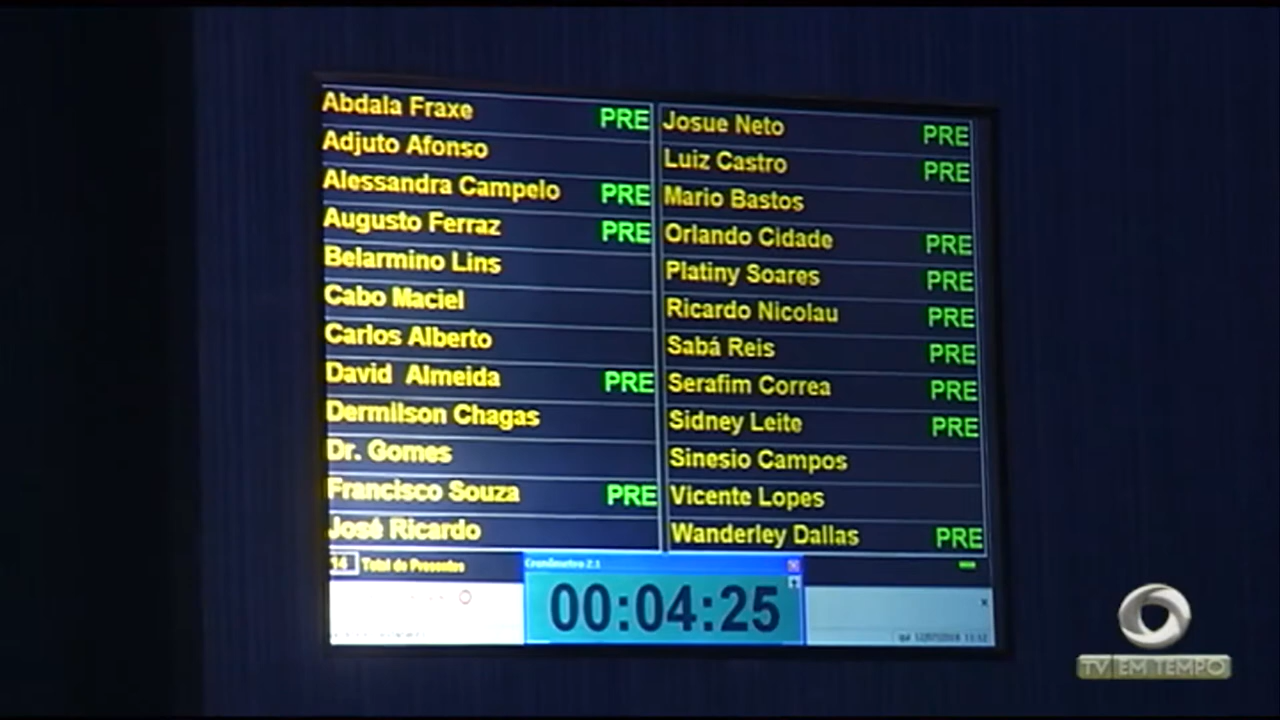 Abdala Fraxe PRE
Adjuto Afonso
Alessandra Campelo PRE
Augusto Ferraz PRE
Belarmino Lins
Cabo Maciel
Carlos Alberto
David Almeida PRE
Dermilson Chagas
Dr. Gomes
Francisco Souza PRE
José Ricardo
Josue Neto PRE
Luiz Castro PRE
Mario Bastos
Orlando Cidade PRE
Platiny Soares PRE
Ricardo Nicolau PRE
Sabá Reis PRE
Serafim Correa PRE
Sidney Leite PRE
Sinesio Campos
Vicente Lopes
Wanderley Dallas PRE
14 Total de Presentes
Cronômetro 2.1
00:04:25
TV EM TEMPO